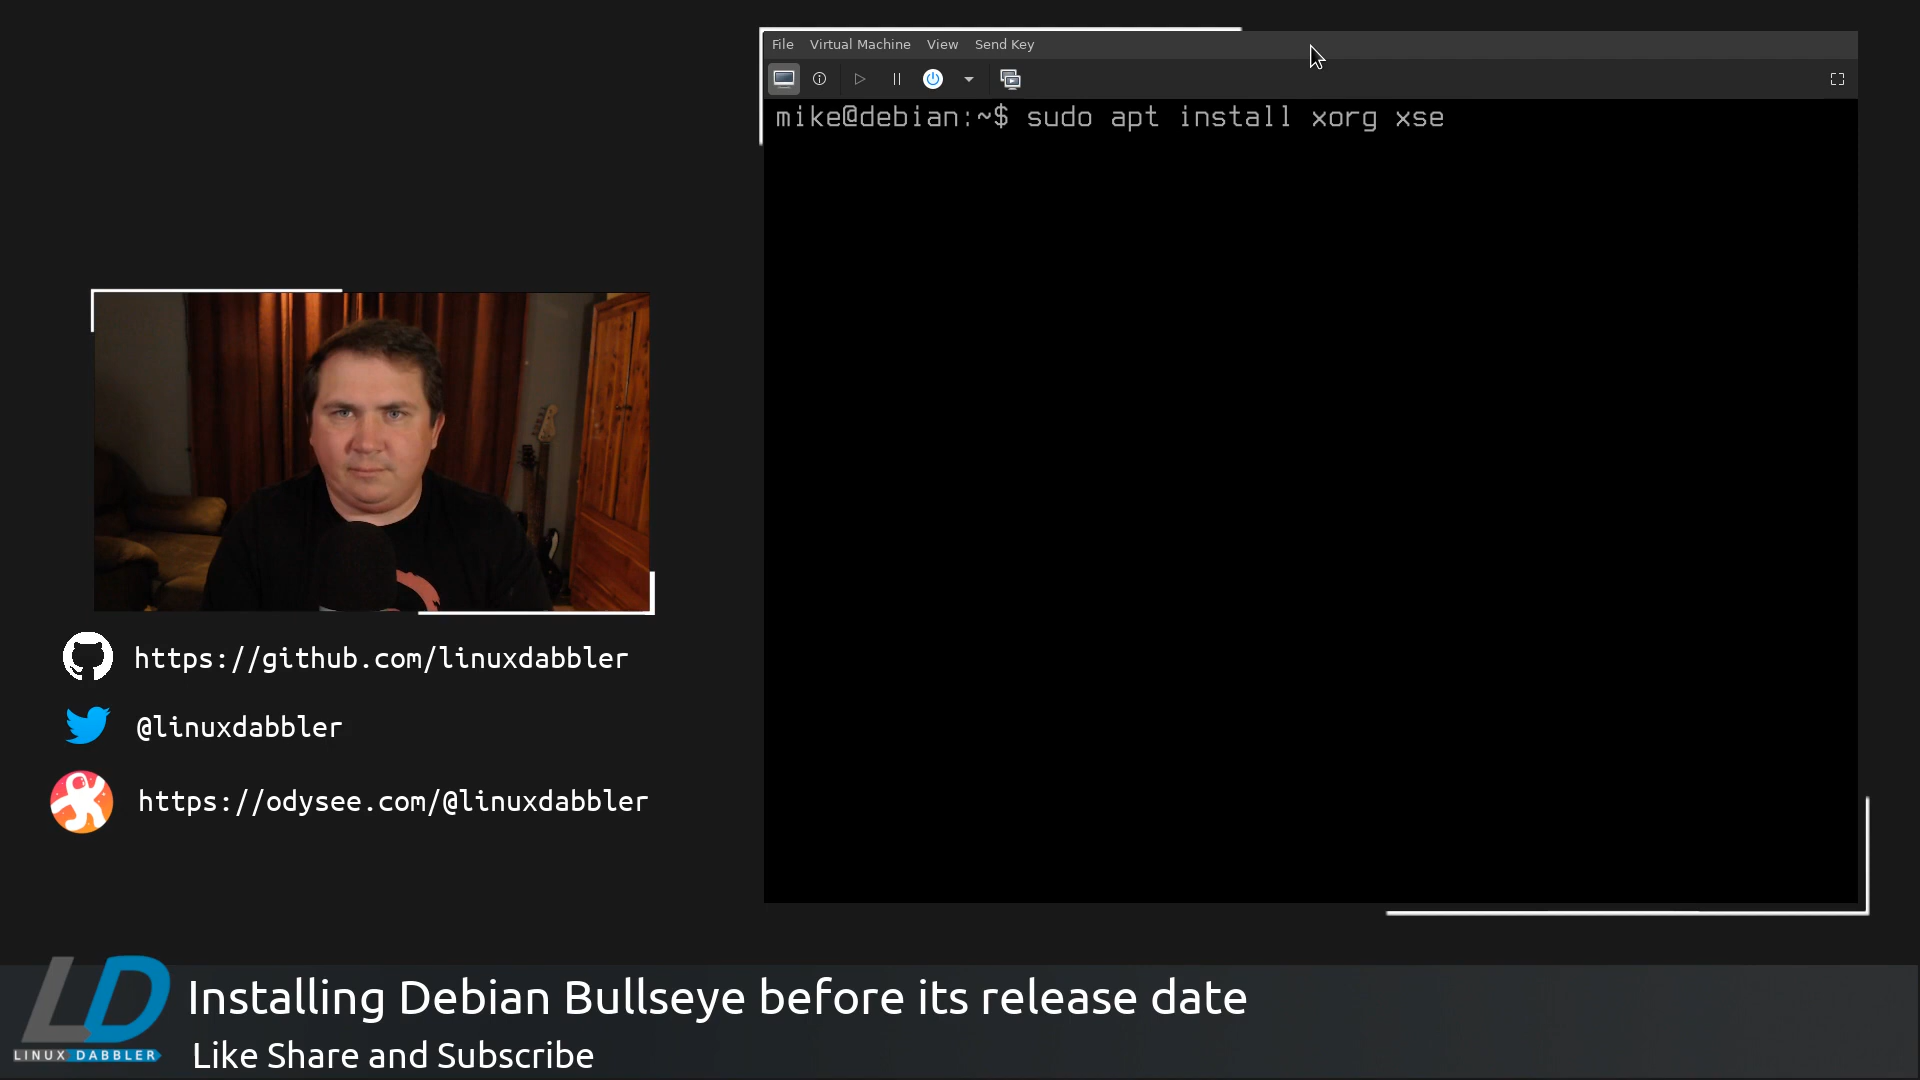 File Virtual Machine View Send Key
mike@debian:~$ sudo apt install xorg xse
https://github.com/linuxdabbler
@linuxdabbler
https://odysee.com/@linuxdabbler
LD
LINUX DABBLER
Installing Debian Bullseye before its release date
Like Share and Subscribe